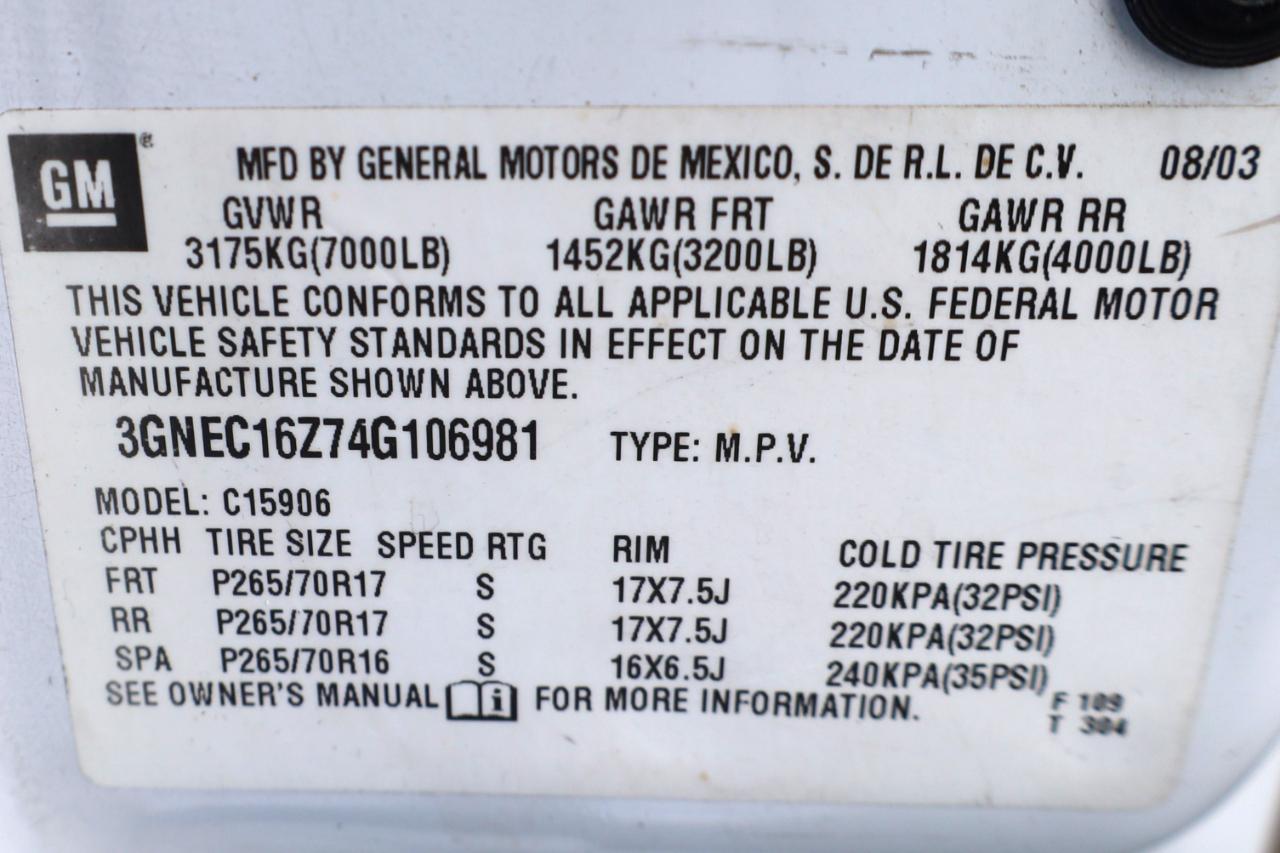 GM®
MFD BY GENERAL MOTORS DE MEXICO, S. DE R.L. DE C.V. 08/03
GVWR GAWR FRT GAWR RR
3175KG(7000LB) 1452KG(3200LB) 1814KG(4000LB)
THIS VEHICLE CONFORMS TO ALL APPLICABLE U.S. FEDERAL MOTOR
VEHICLE SAFETY STANDARDS IN EFFECT ON THE DATE OF
MANUFACTURE SHOWN ABOVE.
3GNEC16Z74G106981 TYPE: M.P.V.
MODEL: C15906
CPHH TIRE SIZE SPEED RTG RIM COLD TIRE PRESSURE
FRT P265/70R17 S 17X7.5J 220KPA(32PSI)
RR P265/70R17 S 17X7.5J 220KPA(32PSI)
SPA P265/70R16 S 16X6.5J 240KPA(35PSI)
SEE OWNER'S MANUAL i FOR MORE INFORMATION.
F 109
T 304